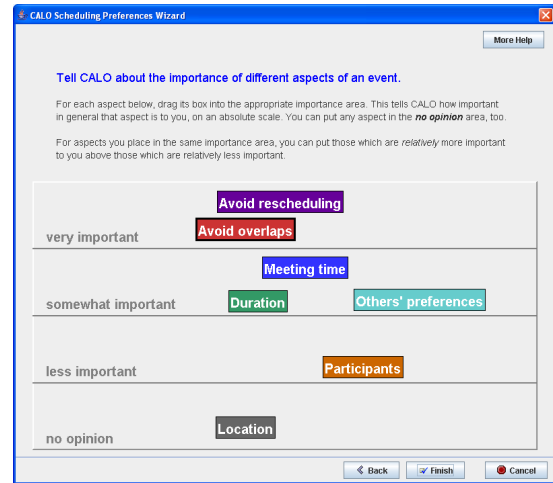 CALO Scheduling Preferences Wizard
More Help
Tell CALO about the importance of different aspects of an event.
For each aspect below, drag its box into the appropriate importance area. This tells CALO how important
in general that aspect is to you, on an absolute scale. You can put any aspect in the no opinion area, too.
For aspects you place in the same importance area, you can put those which are relatively more important
to you above those which are relatively less important.
Avoid rescheduling
Avoid overlaps
very important
Meeting time
somewhat important
Duration
Others' preferences
less important
Participants
Location
no opinion
Back
Finish
Cancel